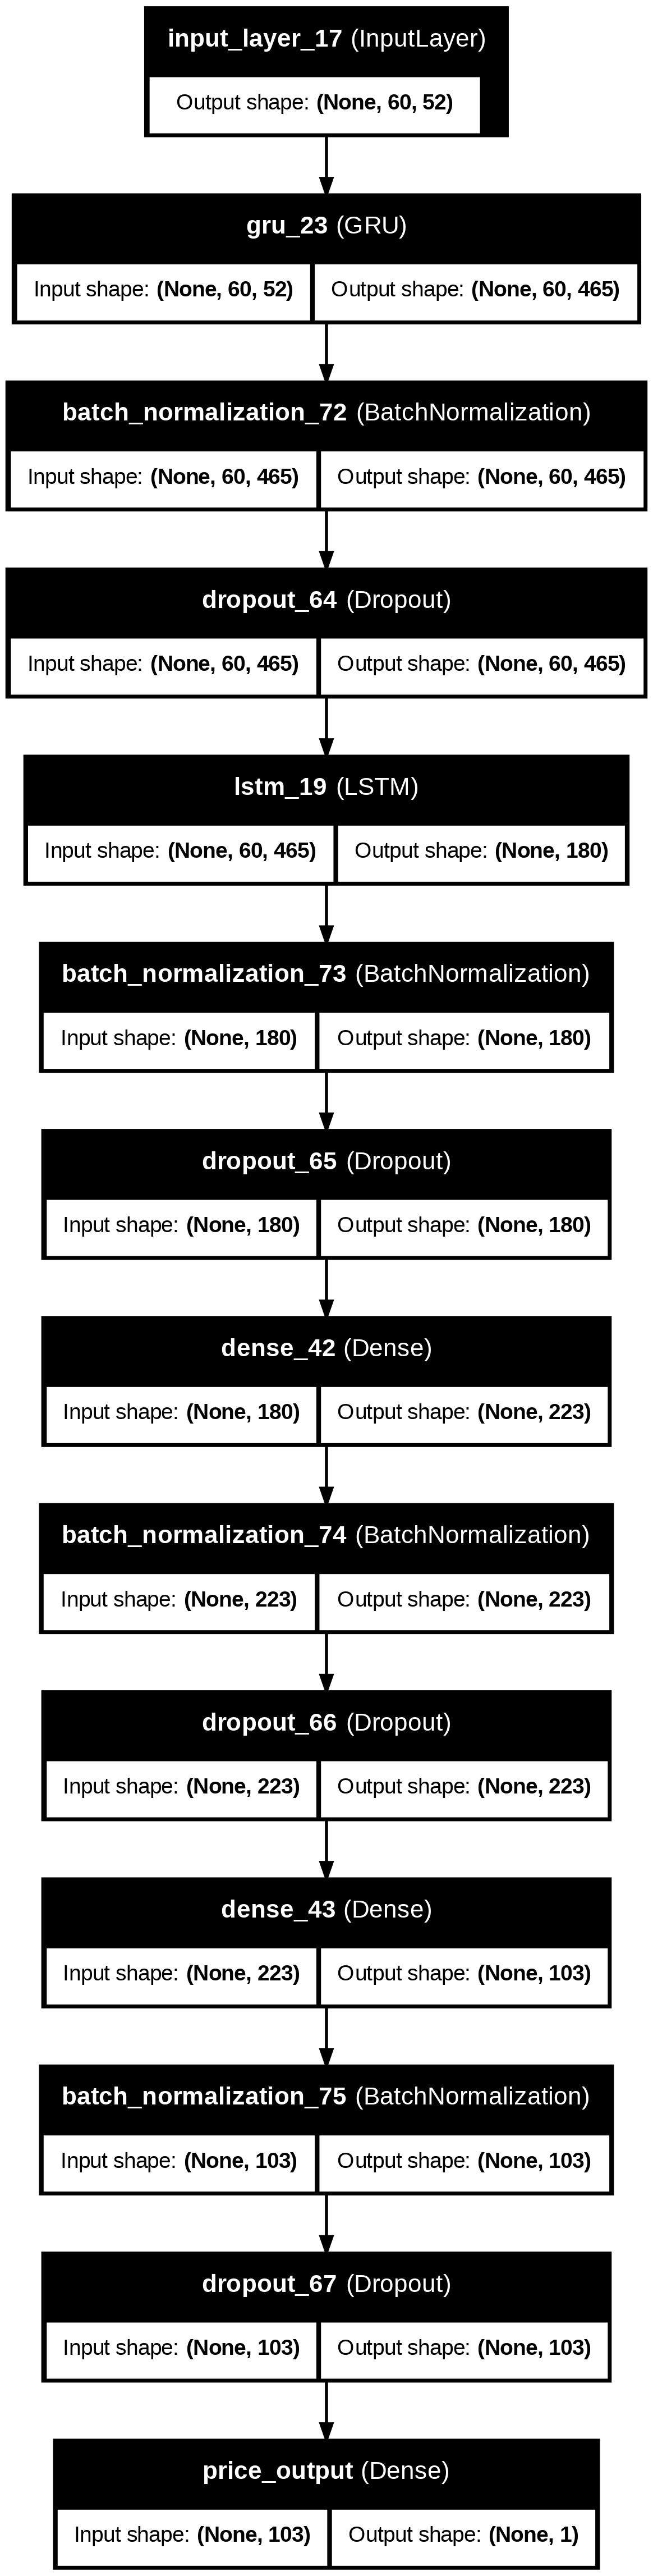 input_layer_17 (InputLayer)
Output shape: (None, 60, 52)
gru_23 (GRU)
Input shape: (None, 60, 52) Output shape: (None, 60, 465)
batch_normalization_72 (BatchNormalization)
Input shape: (None, 60, 465) Output shape: (None, 60, 465)
dropout_64 (Dropout)
Input shape: (None, 60, 465) Output shape: (None, 60, 465)
lstm_19 (LSTM)
Input shape: (None, 60, 465) Output shape: (None, 180)
batch_normalization_73 (BatchNormalization)
Input shape: (None, 180) Output shape: (None, 180)
dropout_65 (Dropout)
Input shape: (None, 180) Output shape: (None, 180)
dense_42 (Dense)
Input shape: (None, 180) Output shape: (None, 223)
batch_normalization_74 (BatchNormalization)
Input shape: (None, 223) Output shape: (None, 223)
dropout_66 (Dropout)
Input shape: (None, 223) Output shape: (None, 223)
dense_43 (Dense)
Input shape: (None, 223) Output shape: (None, 103)
batch_normalization_75 (BatchNormalization)
Input shape: (None, 103) Output shape: (None, 103)
dropout_67 (Dropout)
Input shape: (None, 103) Output shape: (None, 103)
price_output (Dense)
Input shape: (None, 103) Output shape: (None, 1)